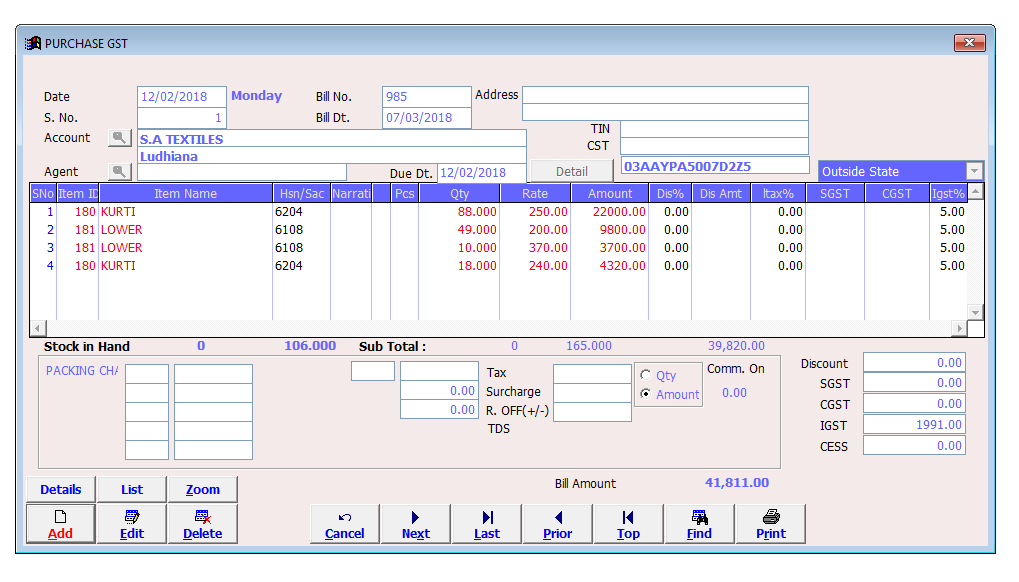 PURCHASE GST
Date 12/02/2018 Monday Bill No. 985 Address
S. No. 1 Bill Dt. 07/03/2018
TIN
Account S.A TEXTILES CST
Ludhiana
Agent Due Dt. 12/02/2018 Detail 03AAYPA5007D2Z5 Outside State
SNo Item ID Item Name Hsn/Sac Narrati Pcs Qty Rate Amount Dis% Dis Amt Itax% SGST CGST Igst%
1 180 KURTI 6204 88.000 250.00 22000.00 0.00 0.00 5.00
2 181 LOWER 6108 49.000 200.00 9800.00 0.00 0.00 5.00
3 181 LOWER 6108 10.000 370.00 3700.00 0.00 0.00 5.00
4 180 KURTI 6204 18.000 240.00 4320.00 0.00 0.00 5.00
Stock in Hand 0 106.000 Sub Total : 0 165.000 39,820.00
PACKING CHA Tax Qty Comm. On Discount 0.00
0.00 Surcharge Amount 0.00 SGST 0.00
0.00 R. OFF(+/-) CGST 0.00
TDS IGST 1991.00
CESS 0.00
Details List Zoom Bill Amount 41,811.00
Add Edit Delete Cancel Next Last Prior Top Find Print